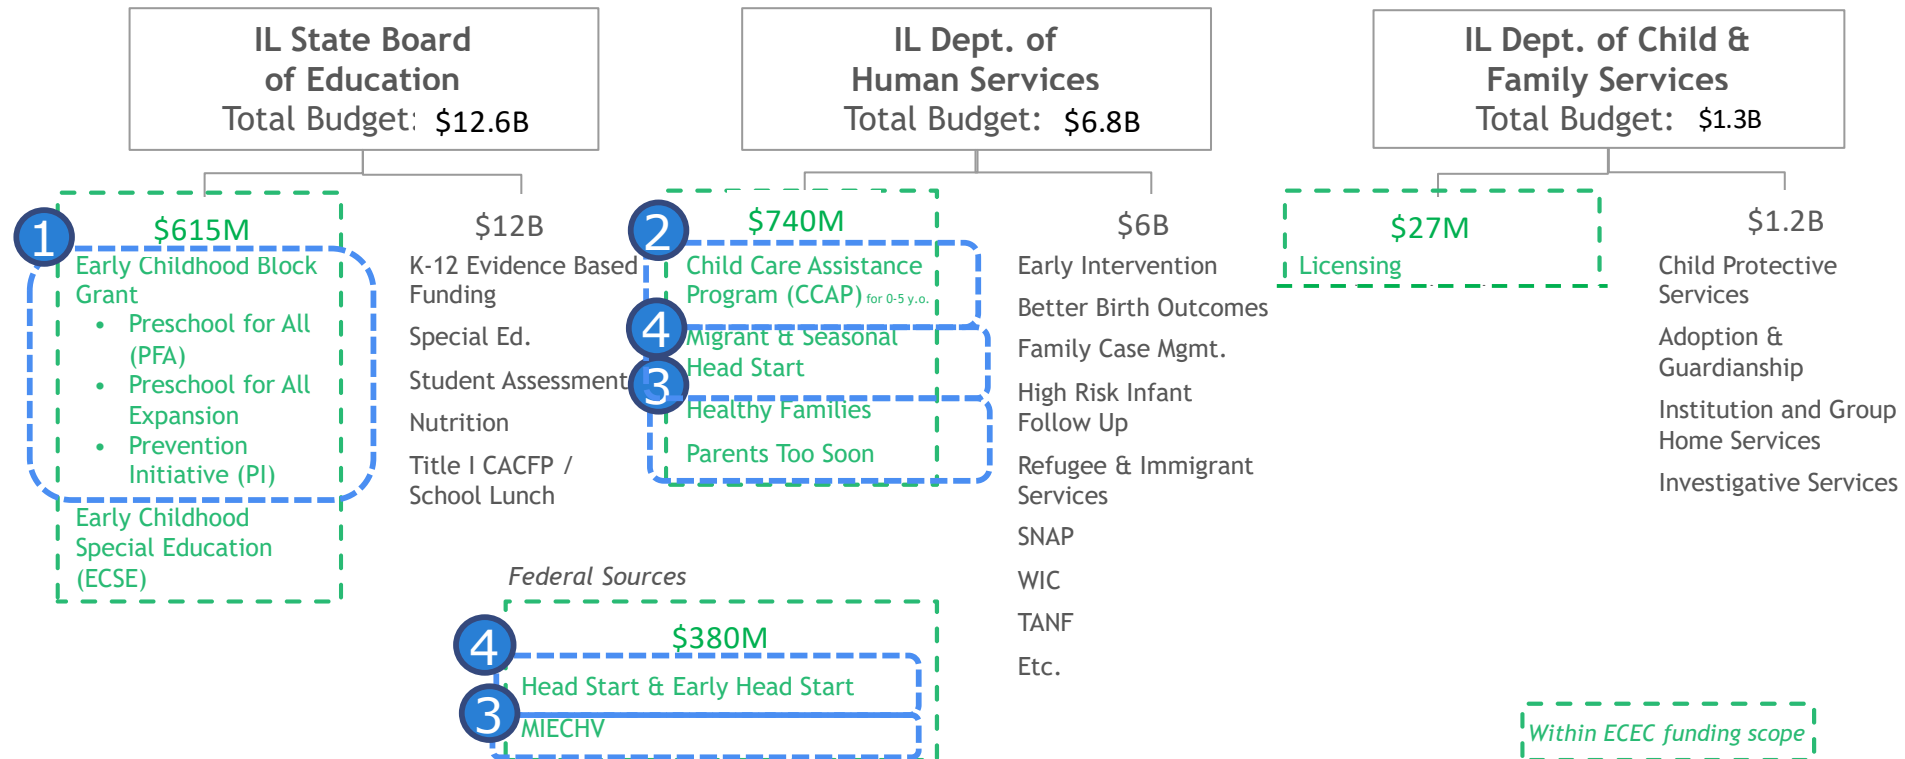 IL State Board
of Education
Total Budget: $12.6B
1
$615M
Early Childhood Block
Grant
• Preschool for All
(PFA)
• Preschool for All
Expansion
• Prevention
Initiative (PI)
Early Childhood
Special Education
(ECSE)
$12B
K-12 Evidence Based
Funding
Special Ed.
Student Assessment
Nutrition
Title I CACFP /
School Lunch
IL Dept. of
Human Services
Total Budget: $6.8B
2
$740M
Child Care Assistance
Program (CCAP) for 0-5 y.o.
4
Migrant & Seasonal
Head Start
3
Healthy Families
Parents Too Soon
$6B
Early Intervention
Better Birth Outcomes
Family Case Mgmt.
High Risk Infant
Follow Up
Refugee & Immigrant
Services
SNAP
WIC
TANF
Etc.
IL Dept. of Child &
Family Services
Total Budget: $1.3B
$27M
Licensing
$1.2B
Child Protective
Services
Adoption &
Guardianship
Institution and Group
Home Services
Investigative Services
Federal Sources
$380M
4
Head Start & Early Head Start
3
MIECHV
Within ECEC funding scope